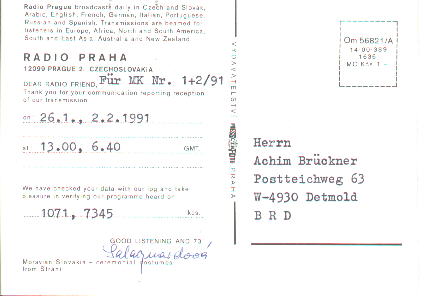 Radio Prague broadcasts daily in Czech and Slovak,
Arabic, English, French, German, Italian, Portuguese,
Russian and Spanish. Transmissions are beamed for
listeners in Europe, Africa, North and South America,
South and East Asia, Australia and New Zealand.
RADIO PRAHA
12099 PRAGUE 2, CZECHOSLOVAKIA
DEAR RADIO FRIEND, Für MK Nr. 1+2/91
Thank you for your communication reporting reception
of our transmission
on 26.1., 2.2.1991
at 13.00, 6.40 GMT.
We have checked your data with our log and take
pleasure in verifying our programme heard on
1071, 7345 kcs.
GOOD LISTENING AND 73
Moravian Slovakia – ceremonial costumes
from Strání
VYDAVATELSTVÍ
PRAHA
Om 56821/A
Herrn
Achim Brückner
Postteichweg 63
W-4930 Detmold
B R D